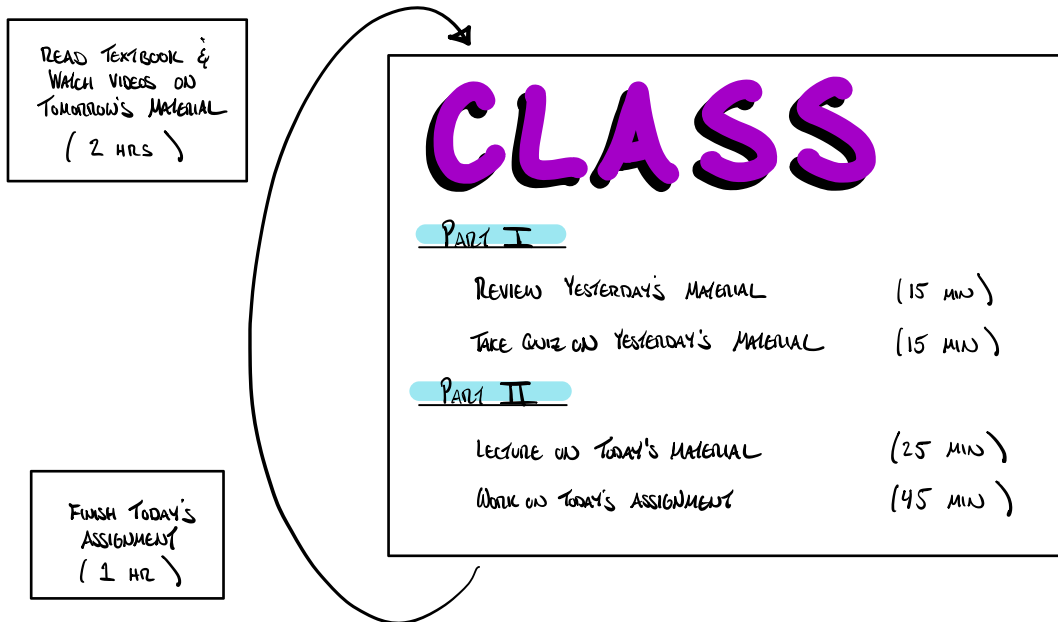 READ TEXTBOOK &
WATCH VIDEOS ON
TOMORROW'S MATERIAL
(2 HRS)
FINISH TODAY'S
ASSIGNMENT
(1 HR)
CLASS
PART I
REVIEW YESTERDAY'S MATERIAL (15 MIN)
TAKE QUIZ ON YESTERDAY'S MATERIAL (15 MIN)
PART II
LECTURE ON TODAY'S MATERIAL (25 MIN)
WORK ON TODAY'S ASSIGNMENT (45 MIN)